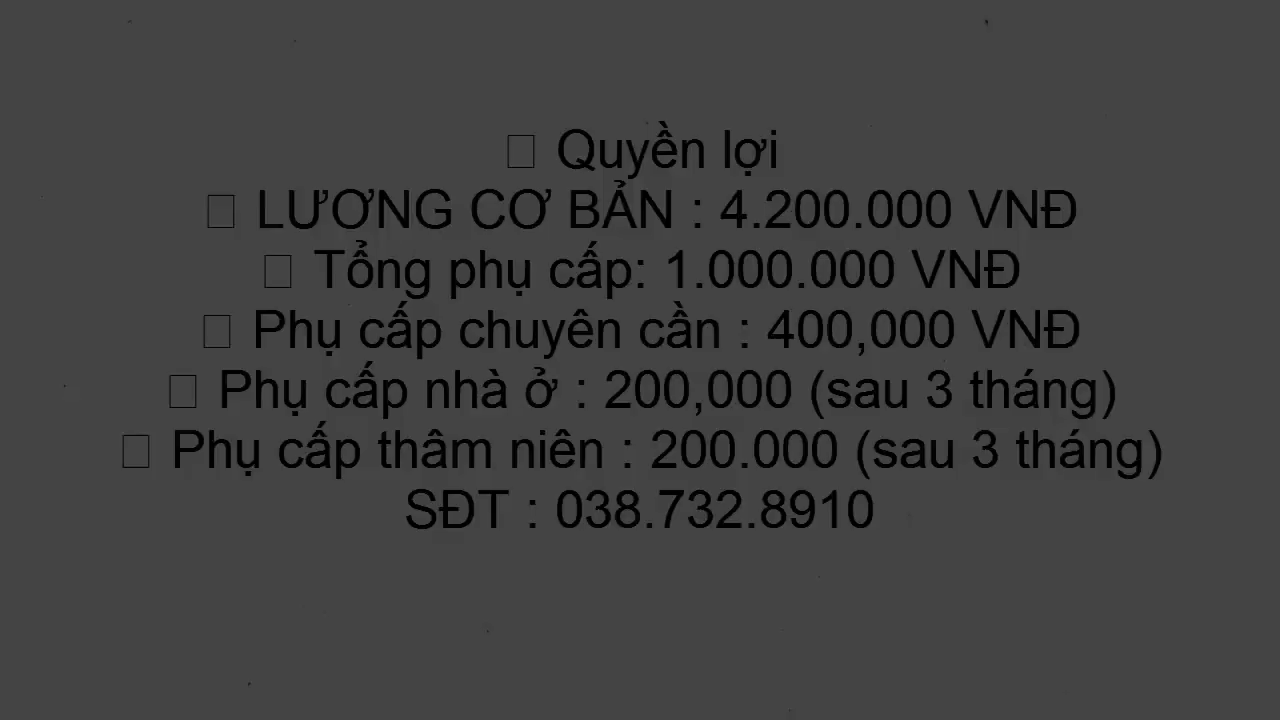 □ Quyền lợi
□ LƯƠNG CƠ BẢN : 4.200.000 VNĐ
□ Tổng phụ cấp: 1.000.000 VNĐ
□ Phụ cấp chuyên cần : 400,000 VNĐ
□ Phụ cấp nhà ở : 200,000 (sau 3 tháng)
□ Phụ cấp thâm niên : 200.000 (sau 3 tháng)
SĐT : 038.732.8910